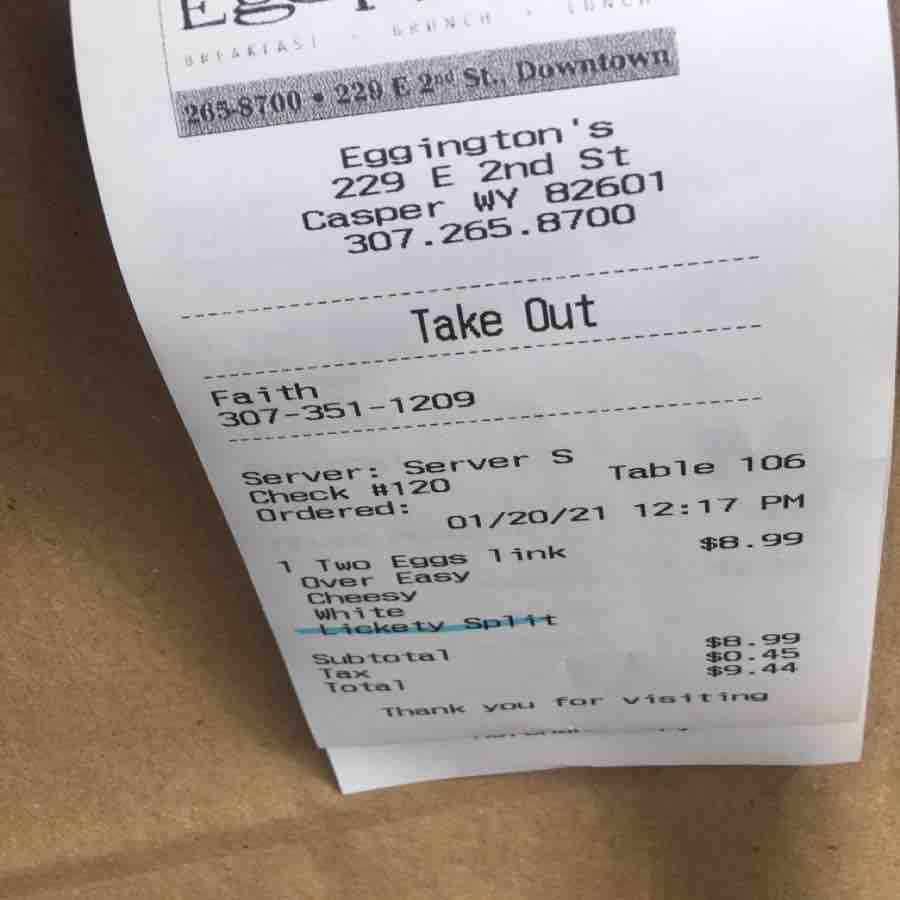 BREAKFAST • BRUNCH • LUNCH
265-8700 • 229 E 2nd St., Downtown
Eggington's
229 E 2nd St
Casper WY 82601
307.265.8700
Take Out
Faith
307-351-1209
Server: Server S
Check #120 Table 106
Ordered: 01/20/21 12:17 PM
1 Two Eggs link $8.99
Over Easy
Cheesy
White
Lickety Split
Subtotal $8.99
Tax $0.45
Total $9.44
Thank you for visiting